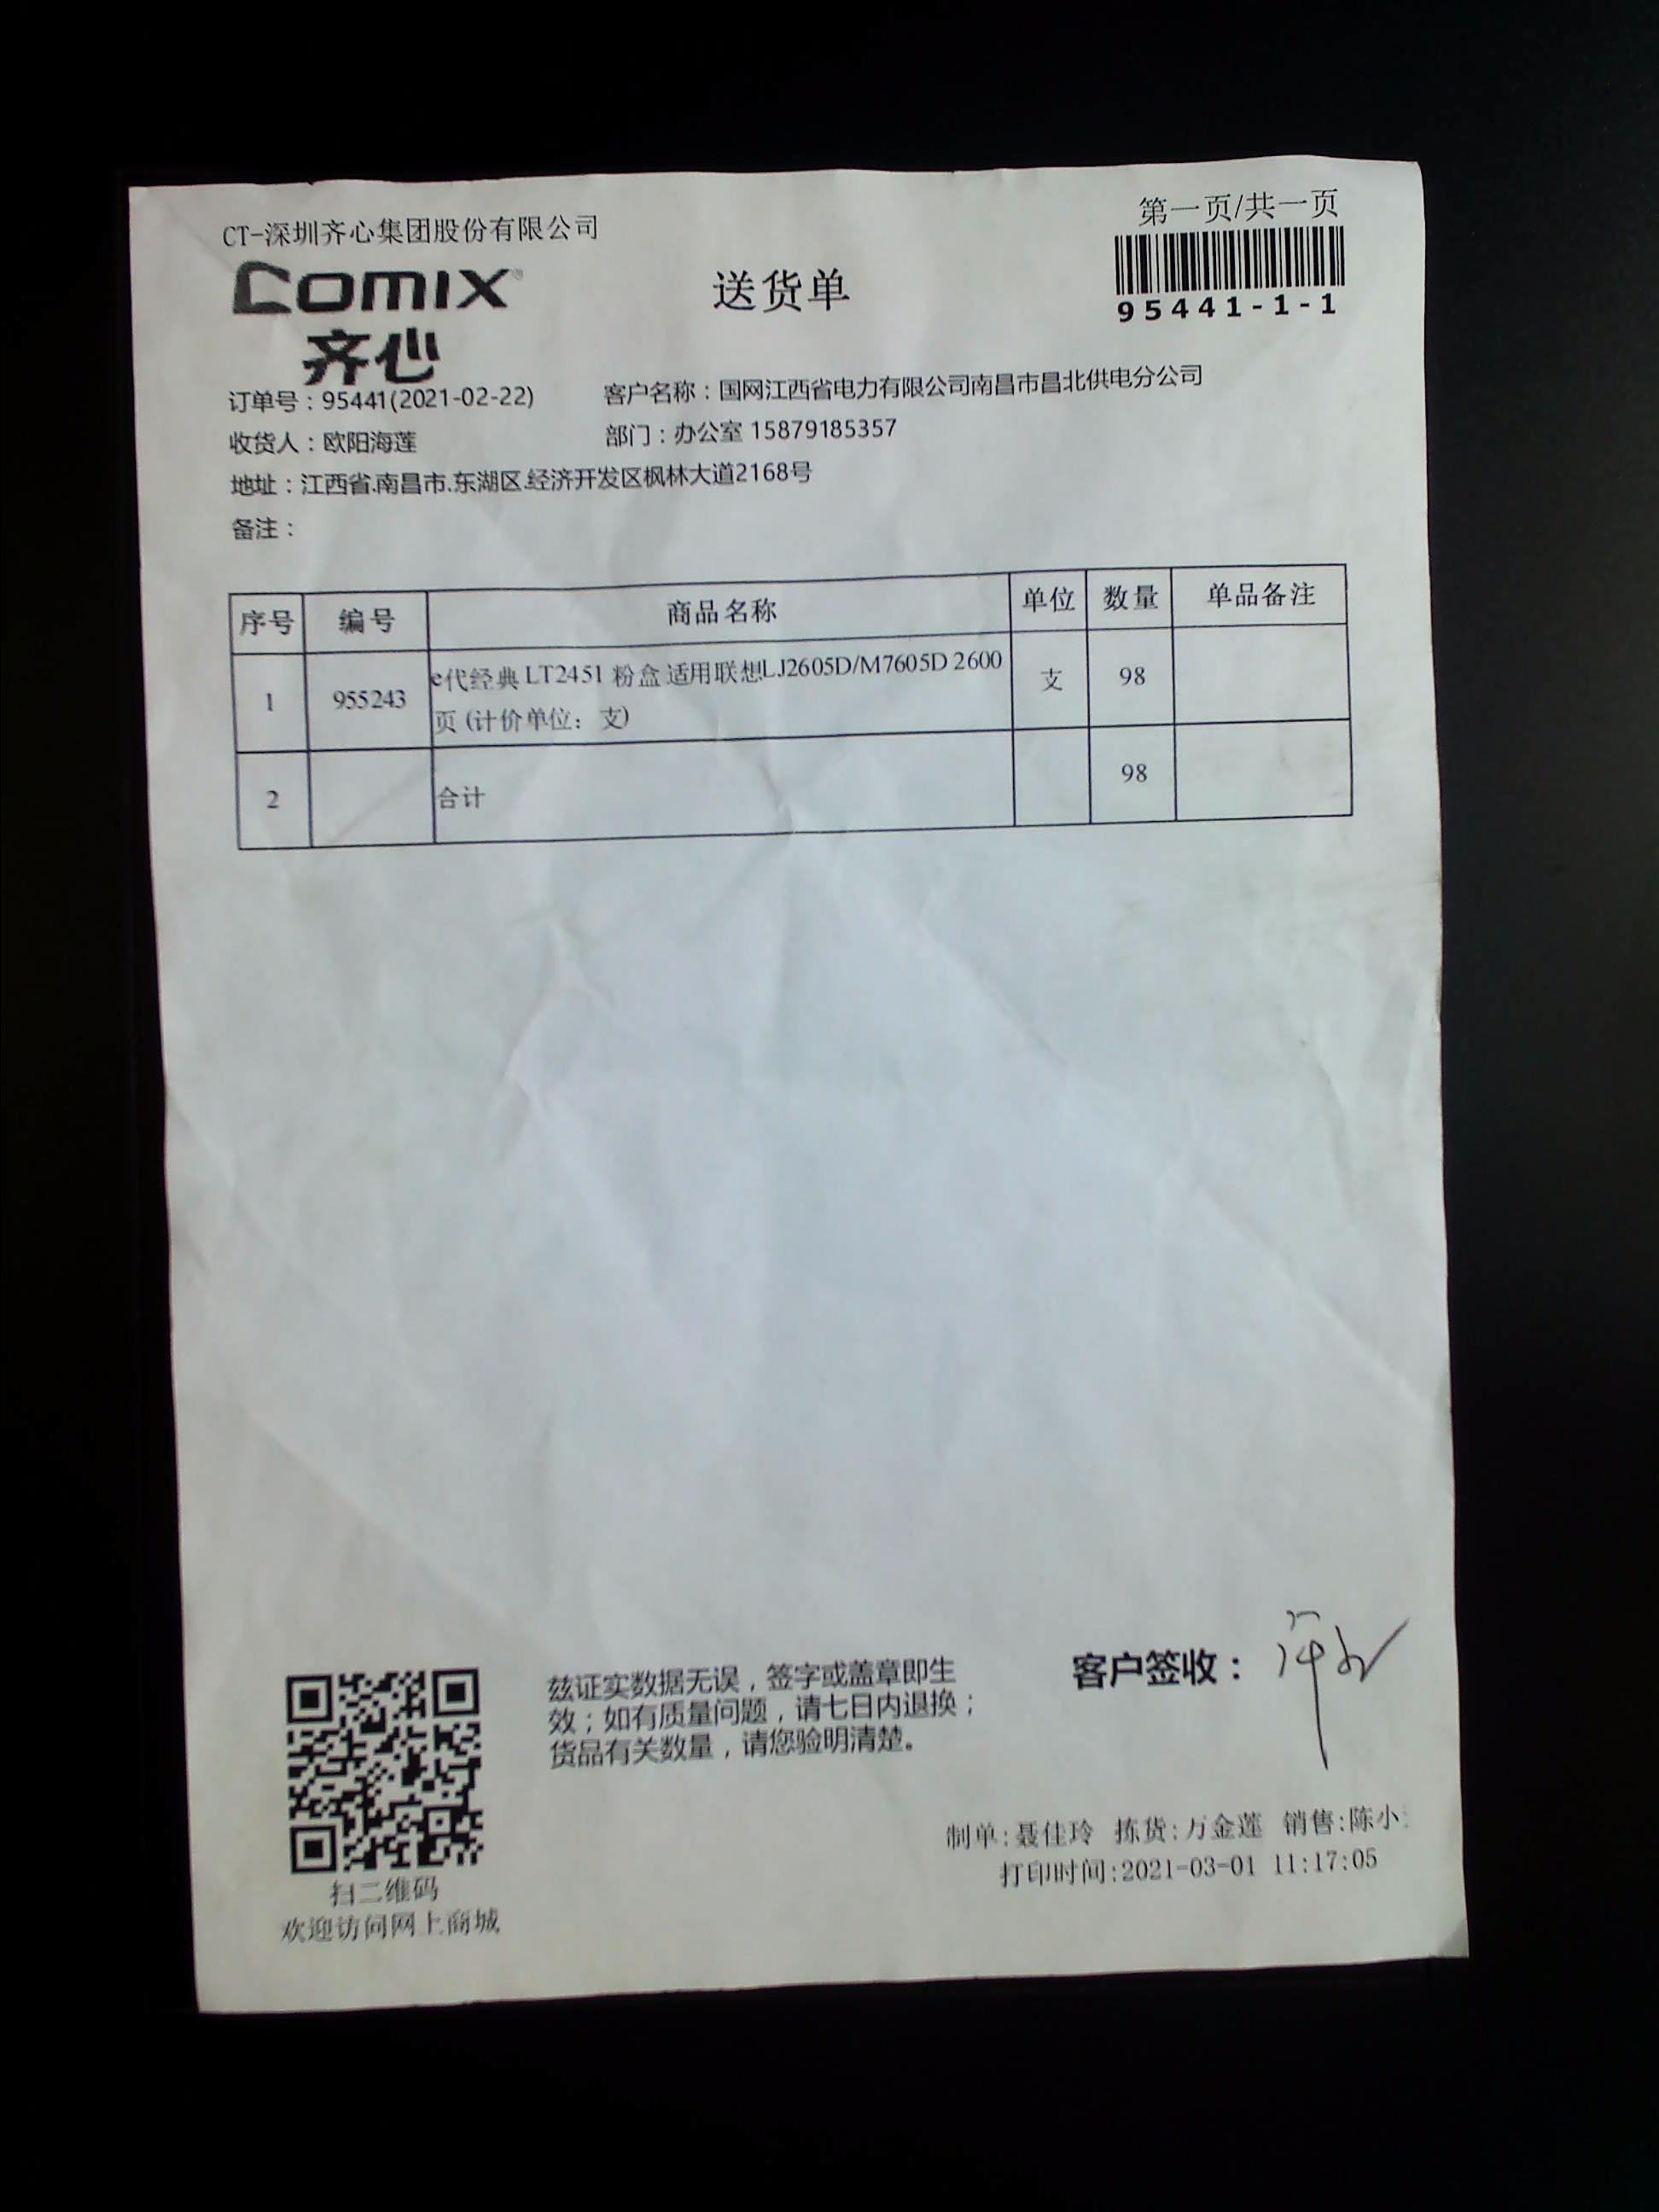 第一页/共一页
CT-深圳齐心集团股份有限公司
COMIX®
齐心
送货单
95441-1-1
订单号：95441(2021-02-22) 客户名称：国网江西省电力有限公司南昌市昌北供电分公司
收货人：欧阳海莲 部门：办公室 15879185357
地址：江西省.南昌市.东湖区.经济开发区枫林大道2168号
备注：
序号 编号 商品名称 单位 数量 单品备注
1 955243 e代经典 LT2451 粉盒 适用联想LJ2605D/M7605D 2600 支 98
页 (计价单位：支)
2 合计 98
兹证实数据无误，签字或盖章即生
效；如有质量问题，请七日内退换；
货品有关数量，请您验明清楚。
客户签收：
制单:聂佳玲 拣货:万金莲 销售:陈小
打印时间:2021-03-01 11:17:05
扫二维码
欢迎访问网上商城